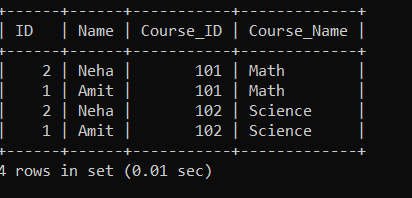 +------+------+-----------+-------------+
| ID | Name | Course_ID | Course_Name |
+------+------+-----------+-------------+
| 2 | Neha | 101 | Math |
| 1 | Amit | 101 | Math |
| 2 | Neha | 102 | Science |
| 1 | Amit | 102 | Science |
+------+------+-----------+-------------+
4 rows in set (0.01 sec)